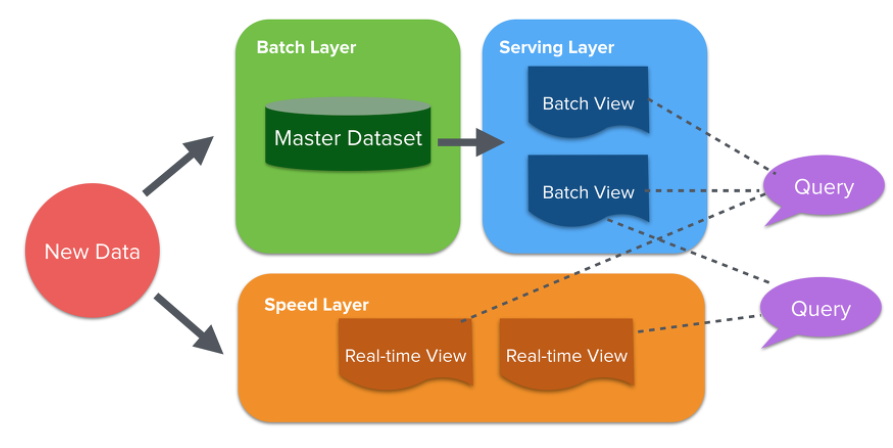 Batch Layer
Serving Layer
Batch View
Master Dataset
Batch View
Query
New Data
Speed Layer
Query
Real-time View
Real-time View